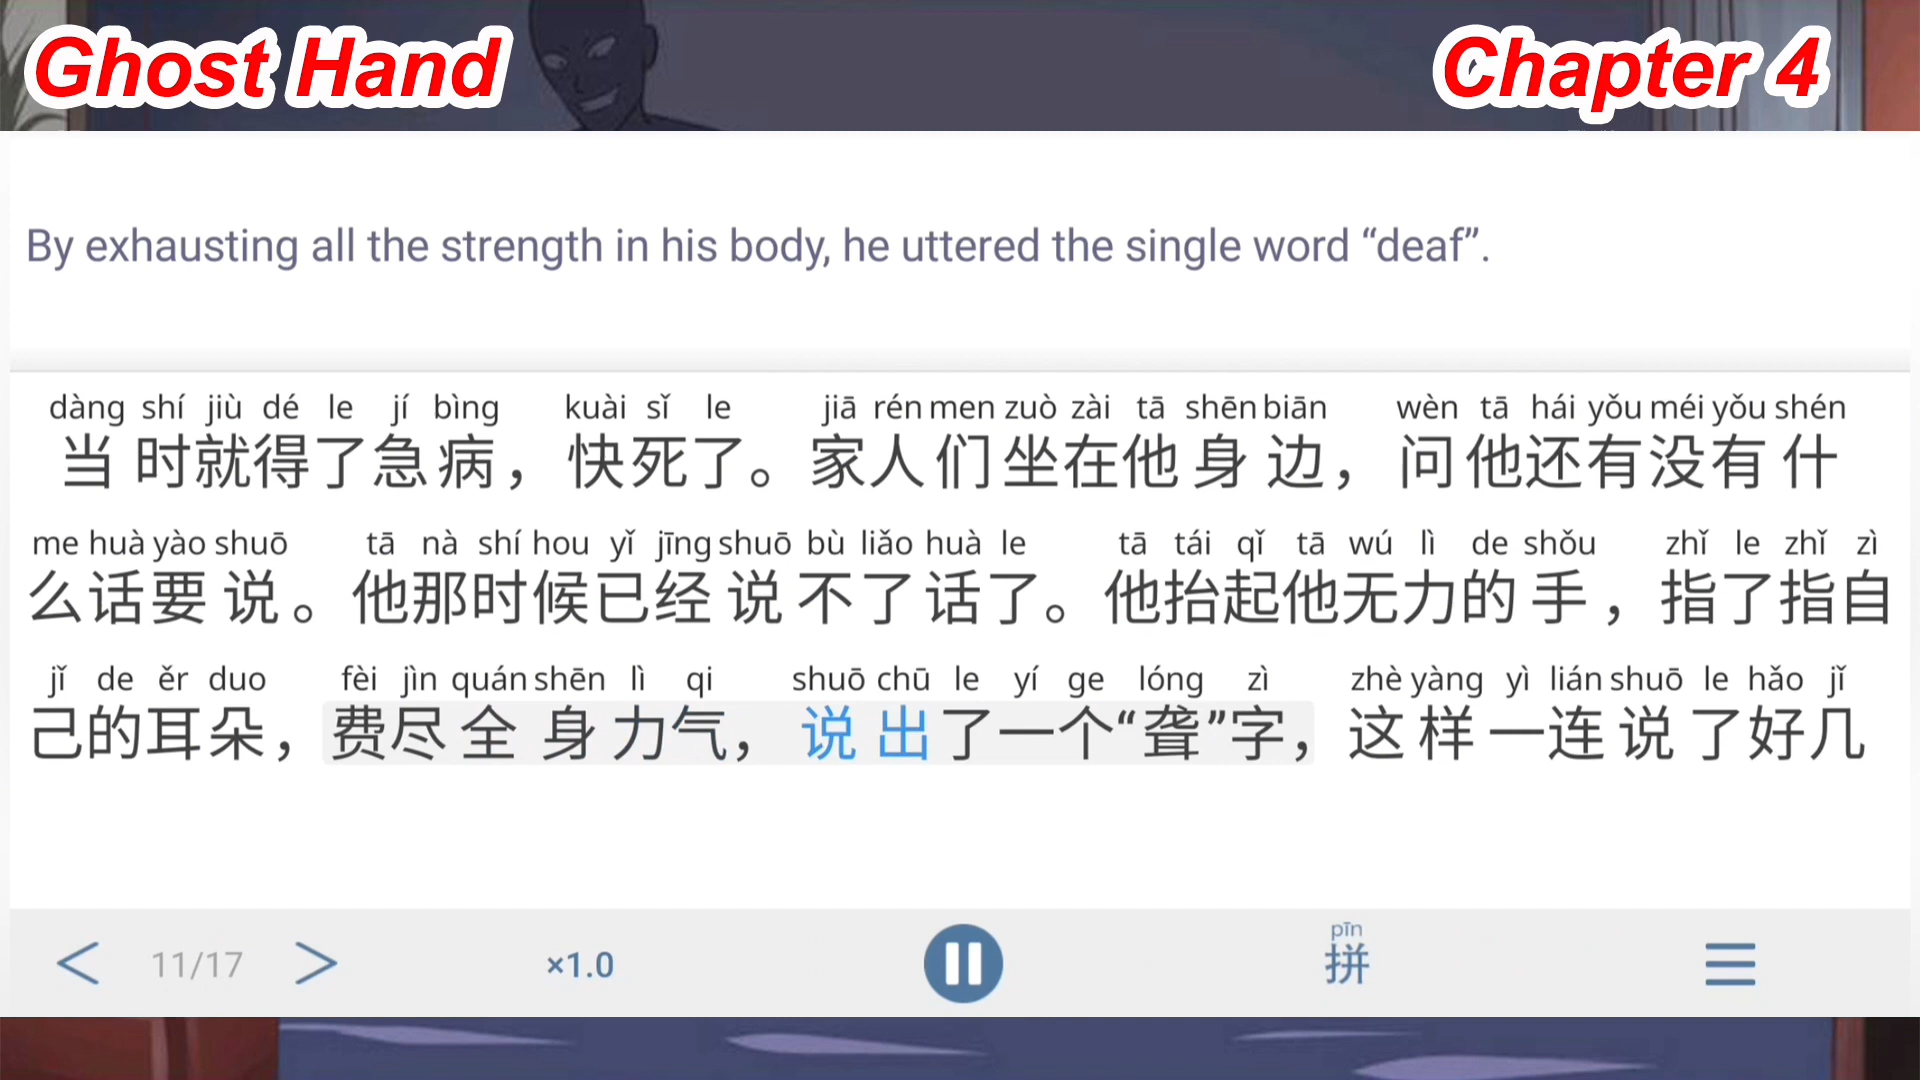 Ghost Hand
Chapter 4
By exhausting all the strength in his body, he uttered the single word “deaf”.
dàng shí jiù dé le jí bìng kuài sǐ le jiā rén men zuò zài tā shēn biān wèn tā hái yǒu méi yǒu shén
当时就得了急病，快死了。家人们坐在他身边，问他还有没有什
me huà yào shuō tā nà shí hou yǐ jīng shuō bù liǎo huà le tā tái qǐ tā wú lì de shǒu zhǐ le zhǐ zì
么话要说。他那时候已经说不了话了。他抬起他无力的手，指了指自
jǐ de ěr duo fèi jìn quán shēn lì qi shuō chū le yí ge lóng zì zhè yàng yì lián shuō le hǎo jǐ
己的耳朵，费尽全身力气，说出了一个“聋”字，这样一连说了好几
11/17
×1.0
pīn
拼